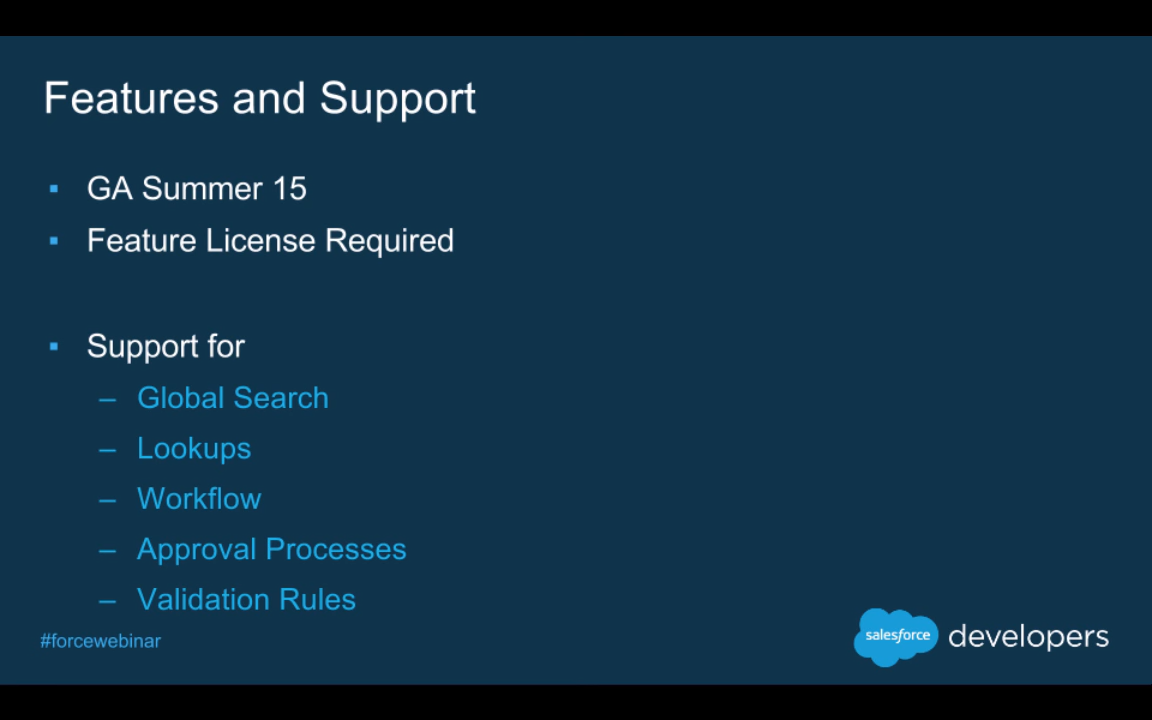 Features and Support
▪ GA Summer 15
▪ Feature License Required
▪ Support for
– Global Search
– Lookups
– Workflow
– Approval Processes
– Validation Rules
#forcewebinar
salesforce developers